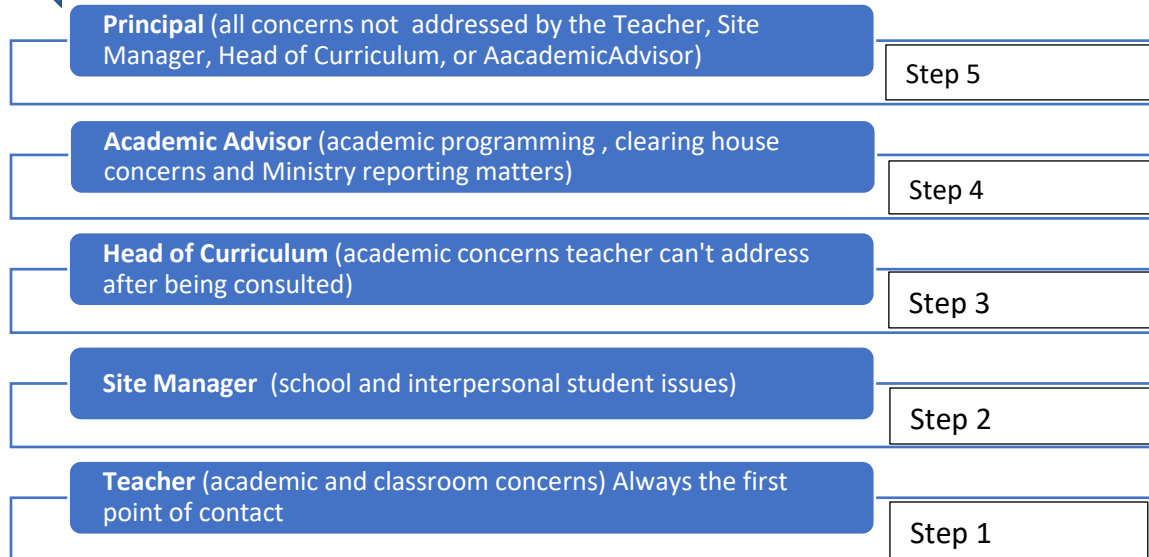 Principal (all concerns not  addressed by the Teacher, Site
Manager, Head of Curriculum, or AacademicAdvisor)
Step 5
Academic Advisor (academic programming , clearing house
concerns and Ministry reporting matters)
Step 4
Head of Curriculum (academic concerns teacher can't address
after being consulted)
Step 3
Site Manager  (school and interpersonal student issues)
Step 2
Teacher (academic and classroom concerns) Always the first
point of contact
Step 1